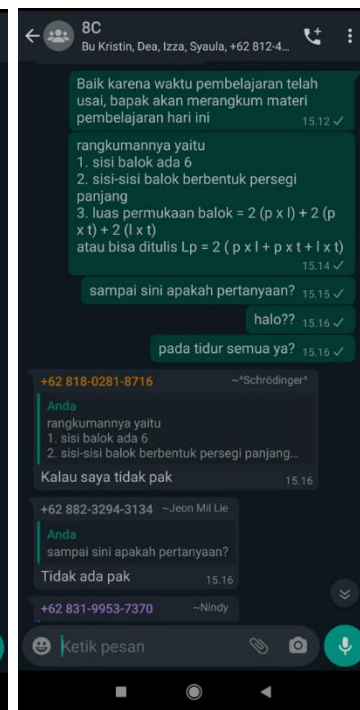 8C
Bu Kristin, Dea, Izza, Syaula, +62 812-4...
Baik karena waktu pembelajaran telah
usai, bapak akan merangkum materi
pembelajaran hari ini
15.12
rangkumannya yaitu
1. sisi balok ada 6
2. sisi-sisi balok berbentuk persegi
panjang
3. luas permukaan balok = 2 (p x l) + 2 (p
x t) + 2 (l x t)
atau bisa ditulis Lp = 2 ( p x l + p x t + l x t)
15.14
sampai sini apakah pertanyaan? 15.15
halo?? 15.16
pada tidur semua ya? 15.16
+62 818-0281-8716 ~^Schrödinger^
Anda
rangkumannya yaitu
1. sisi balok ada 6
2. sisi-sisi balok berbentuk persegi panjang...
Kalau saya tidak pak 15.16
+62 882-3294-3134 ~Jeon Mil Lie
Anda
sampai sini apakah pertanyaan?
Tidak ada pak 15.16
+62 831-9953-7370 ~Nindy
Ketik pesan